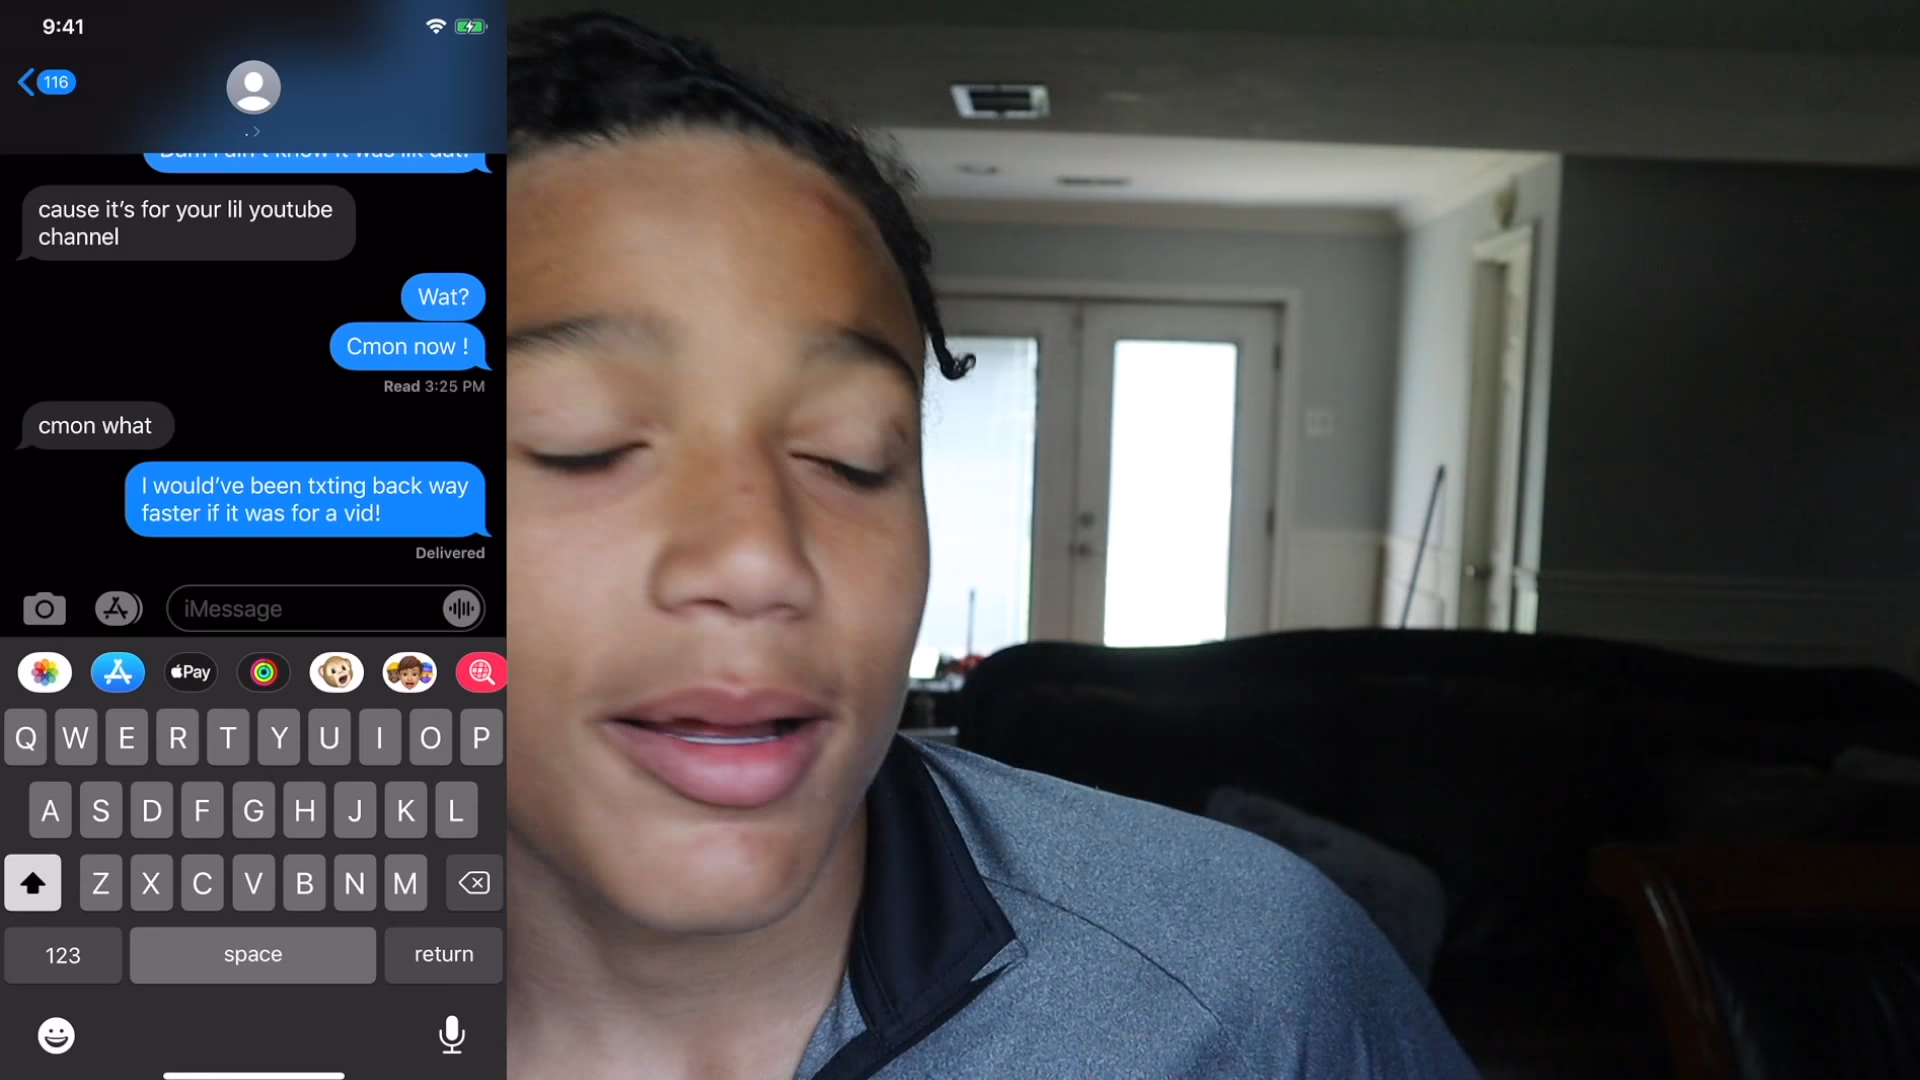 9:41
116
cause it's for your lil youtube
channel
Wat?
Cmon now !
Read 3:25 PM
cmon what
I would've been txting back way
faster if it was for a vid!
Delivered
iMessage
Pay
Q W E R T Y U I O P
A S D F G H J K L
Z X C V B N M
123 space return